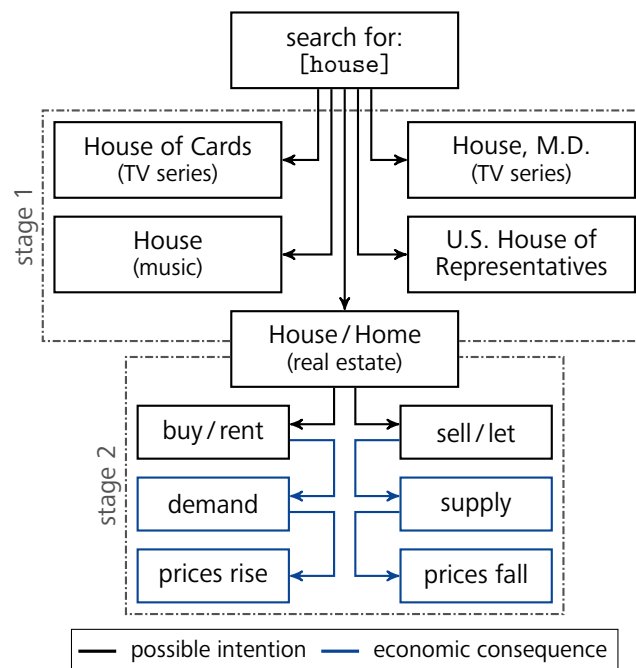 search for:
[house]
stage 1
House of Cards
(TV series)
House, M.D.
(TV series)
House
(music)
U.S. House of
Representatives
House / Home
(real estate)
stage 2
buy / rent
sell / let
demand
supply
prices rise
prices fall
possible intention
economic consequence